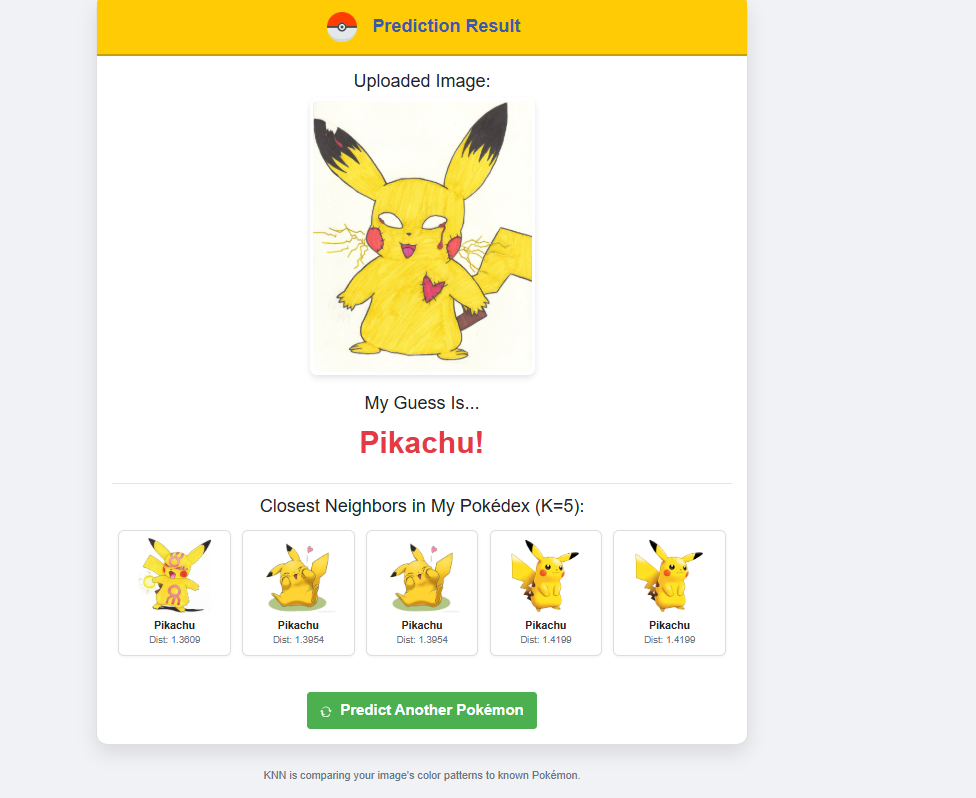 Prediction Result
Uploaded Image:
My Guess Is...
Pikachu!
Closest Neighbors in My Pokédex (K=5):
Pikachu Pikachu Pikachu Pikachu Pikachu
Dist: 1.3609 Dist: 1.3954 Dist: 1.3954 Dist: 1.4199 Dist: 1.4199
Predict Another Pokémon
KNN is comparing your image's color patterns to known Pokémon.